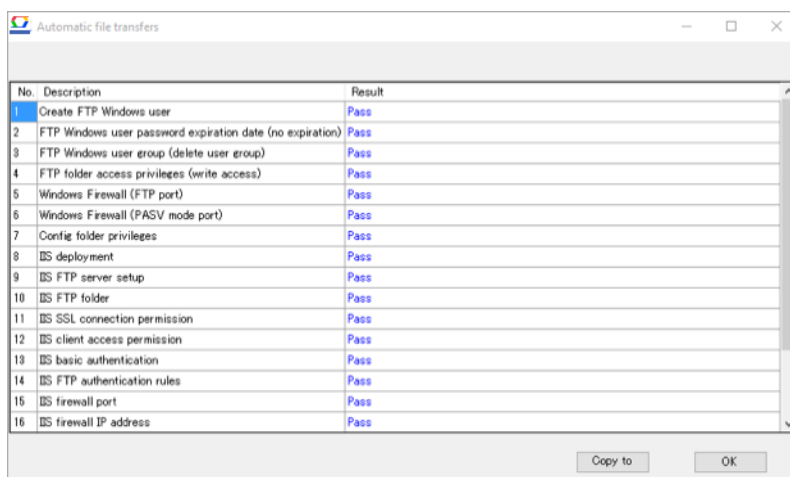 Automatic file transfers
No. Description Result
1 Create FTP Windows user Pass
2 FTP Windows user password expiration date (no expiration) Pass
3 FTP Windows user group (delete user group) Pass
4 FTP folder access privileges (write access) Pass
5 Windows Firewall (FTP port) Pass
6 Windows Firewall (PASV mode port) Pass
7 Config folder privileges Pass
8 IIS deployment Pass
9 IIS FTP server setup Pass
10 IIS FTP folder Pass
11 IIS SSL connection permission Pass
12 IIS client access permission Pass
13 IIS basic authentication Pass
14 IIS FTP authentication rules Pass
15 IIS firewall port Pass
16 IIS firewall IP address Pass
Copy to OK